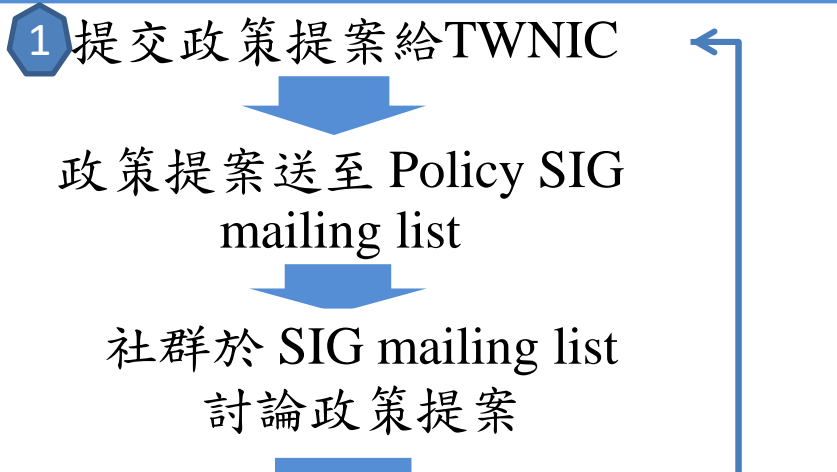 1 提交政策提案給TWNIC
政策提案送至 Policy SIG
mailing list
社群於 SIG mailing list
討論政策提案